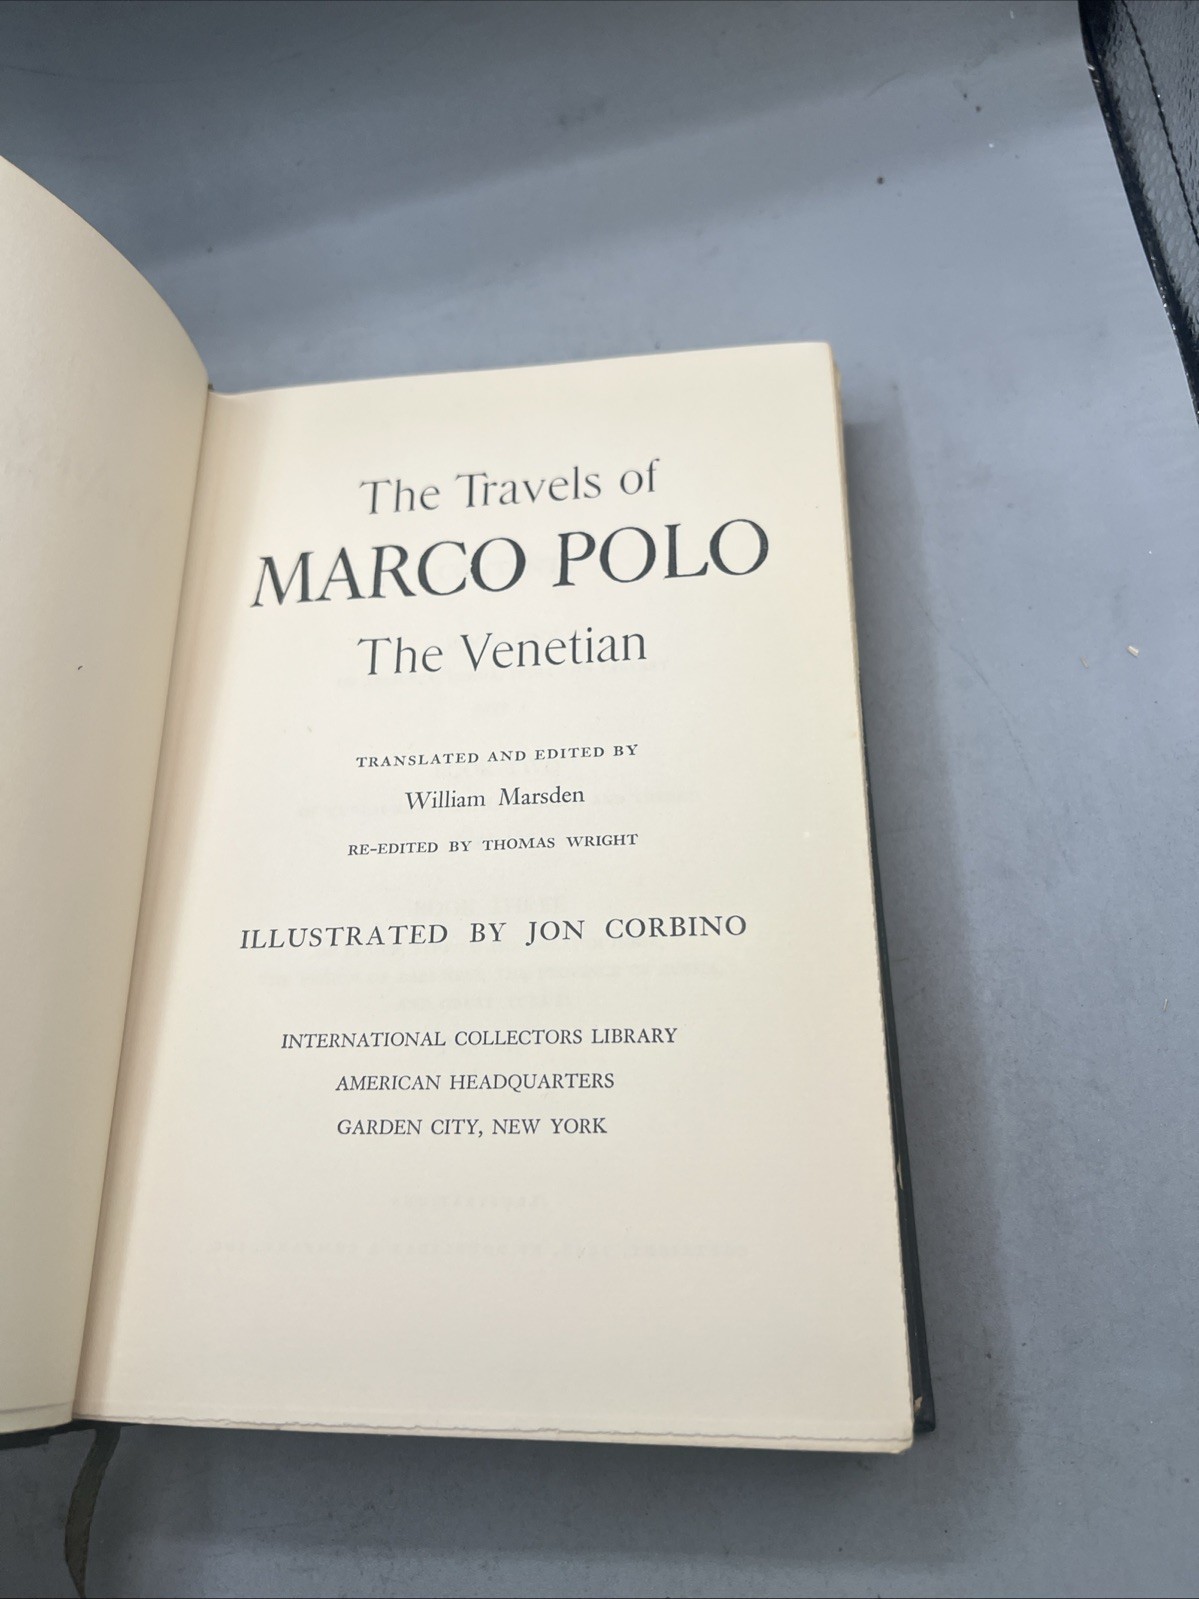 The Travels of
MARCO POLO
The Venetian
TRANSLATED AND EDITED BY
William Marsden
RE-EDITED BY THOMAS WRIGHT
ILLUSTRATED BY JON CORBINO
INTERNATIONAL COLLECTORS LIBRARY
AMERICAN HEADQUARTERS
GARDEN CITY, NEW YORK